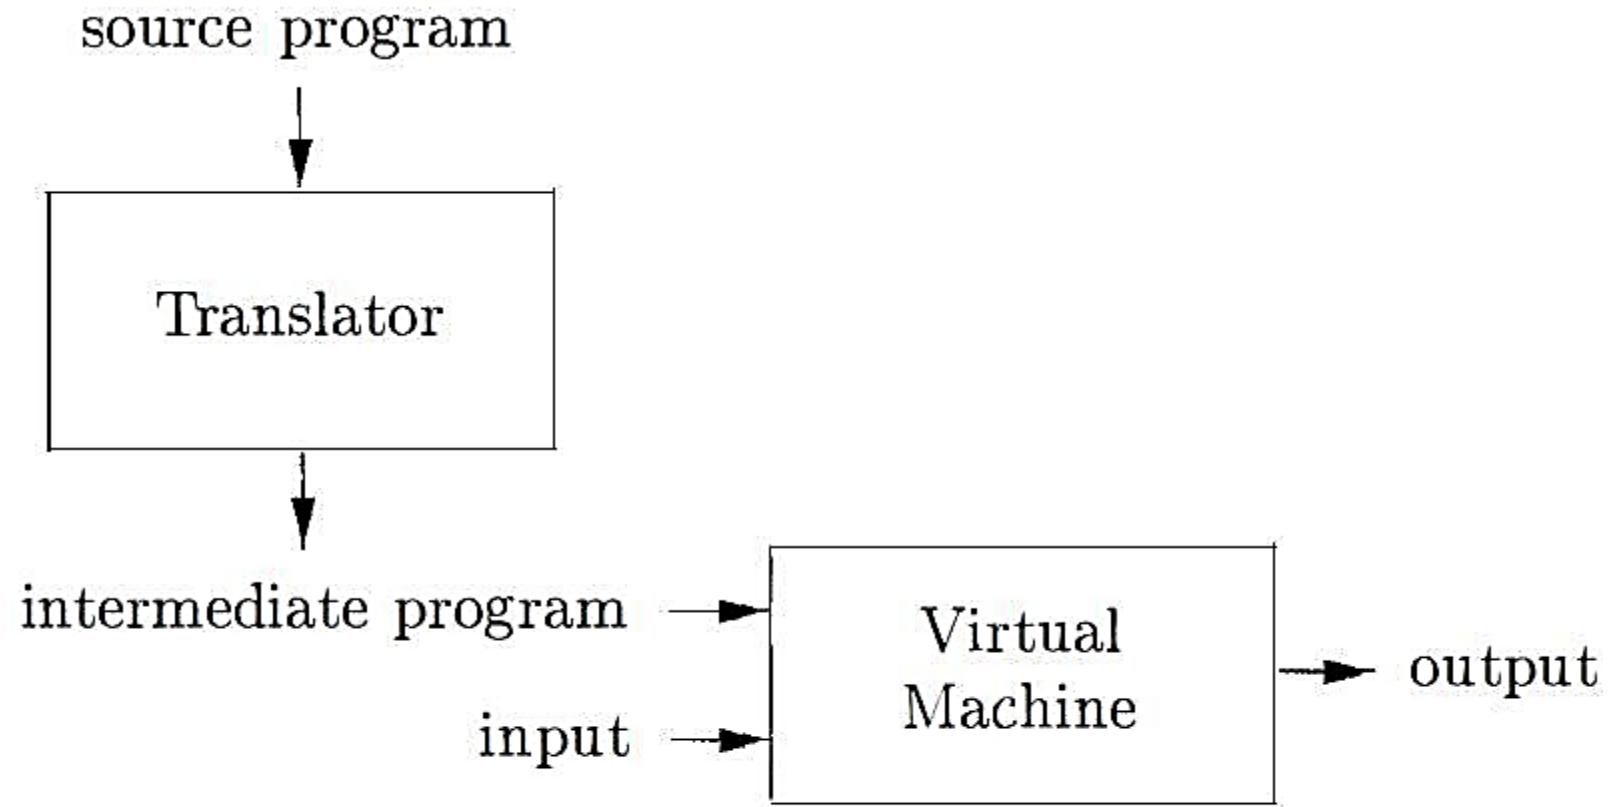 source program
Translator
intermediate program
input
Virtual
Machine
output